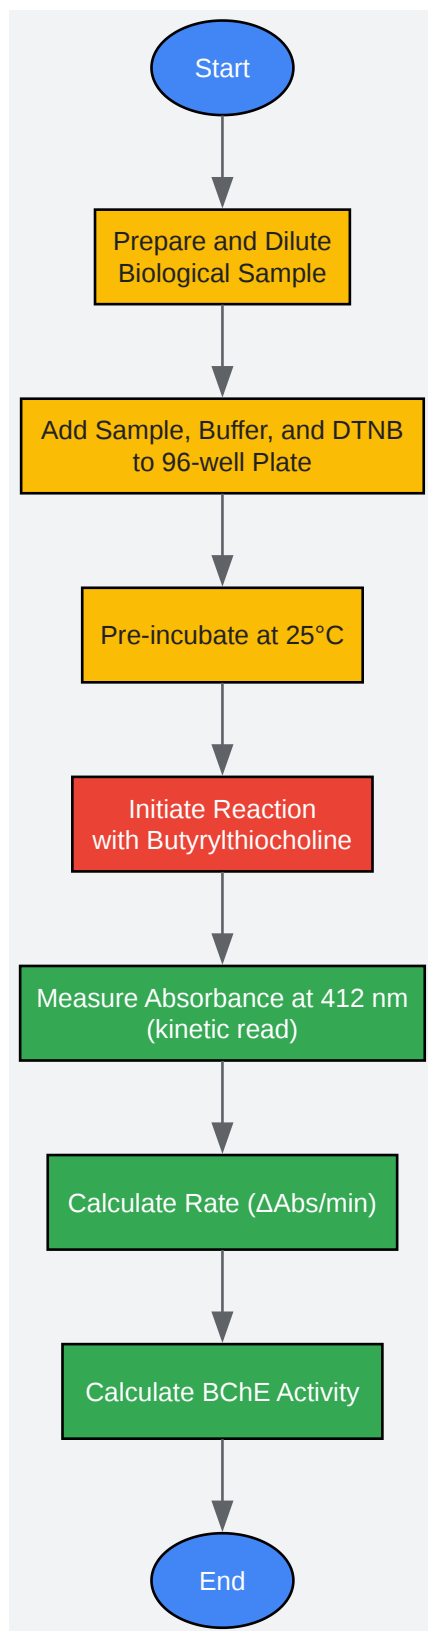 Start
Prepare and Dilute
Biological Sample
Add Sample, Buffer, and DTNB
to 96-well Plate
Pre-incubate at 25°C
Initiate Reaction
with Butyrylthiocholine
Measure Absorbance at 412 nm
(kinetic read)
Calculate Rate (ΔAbs/min)
Calculate BChE Activity
End